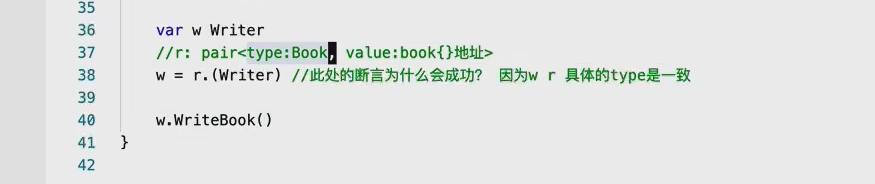 35
36 var w Writer
37 //r: pair<type:Book, value:book{}地址>
38 w = r.(Writer) //此处的断言为什么会成功? 因为w r 具体的type是一致
39
40 w.WriteBook()
41 }
42